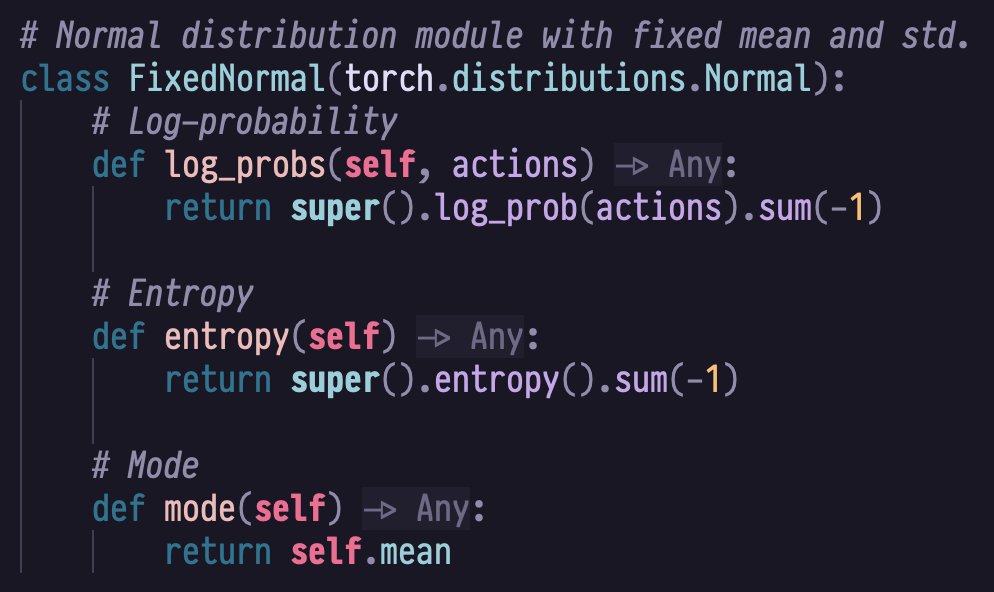 # Normal distribution module with fixed mean and std.
class FixedNormal(torch.distributions.Normal):
    # Log-probability
    def log_probs(self, actions) -> Any:
        return super().log_prob(actions).sum(-1)

    # Entropy
    def entropy(self) -> Any:
        return super().entropy().sum(-1)

    # Mode
    def mode(self) -> Any:
        return self.mean